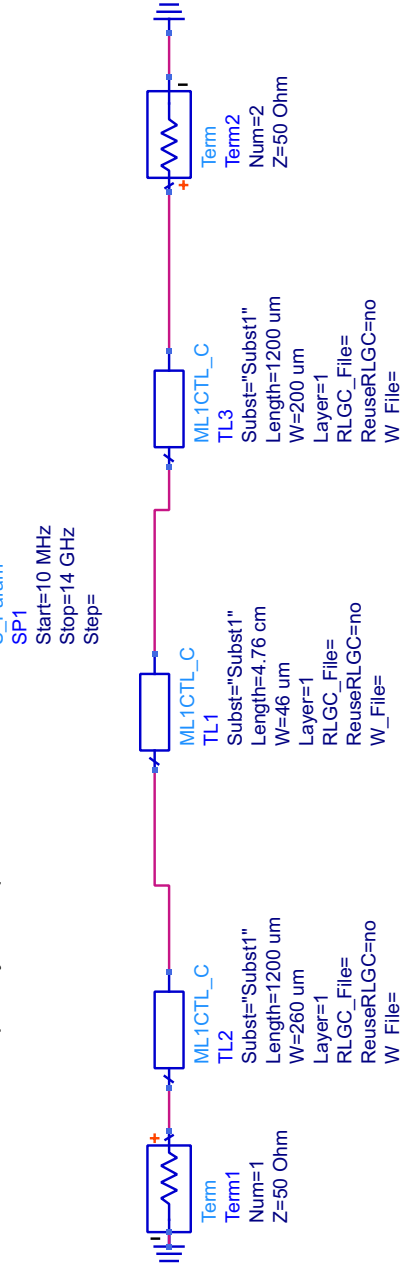 SP1
Start=10 MHz
Stop=14 GHz
Step=
Term
Term1
Num=1
Z=50 Ohm
ML1CTL_C
TL2
Subst="Subst1"
Length=1200 um
W=260 um
Layer=1
RLGC_File=
ReuseRLGC=no
W_File=
ML1CTL_C
TL1
Subst="Subst1"
Length=4.76 cm
W=46 um
Layer=1
RLGC_File=
ReuseRLGC=no
W_File=
ML1CTL_C
TL3
Subst="Subst1"
Length=1200 um
W=200 um
Layer=1
RLGC_File=
ReuseRLGC=no
W_File=
Term
Term2
Num=2
Z=50 Ohm